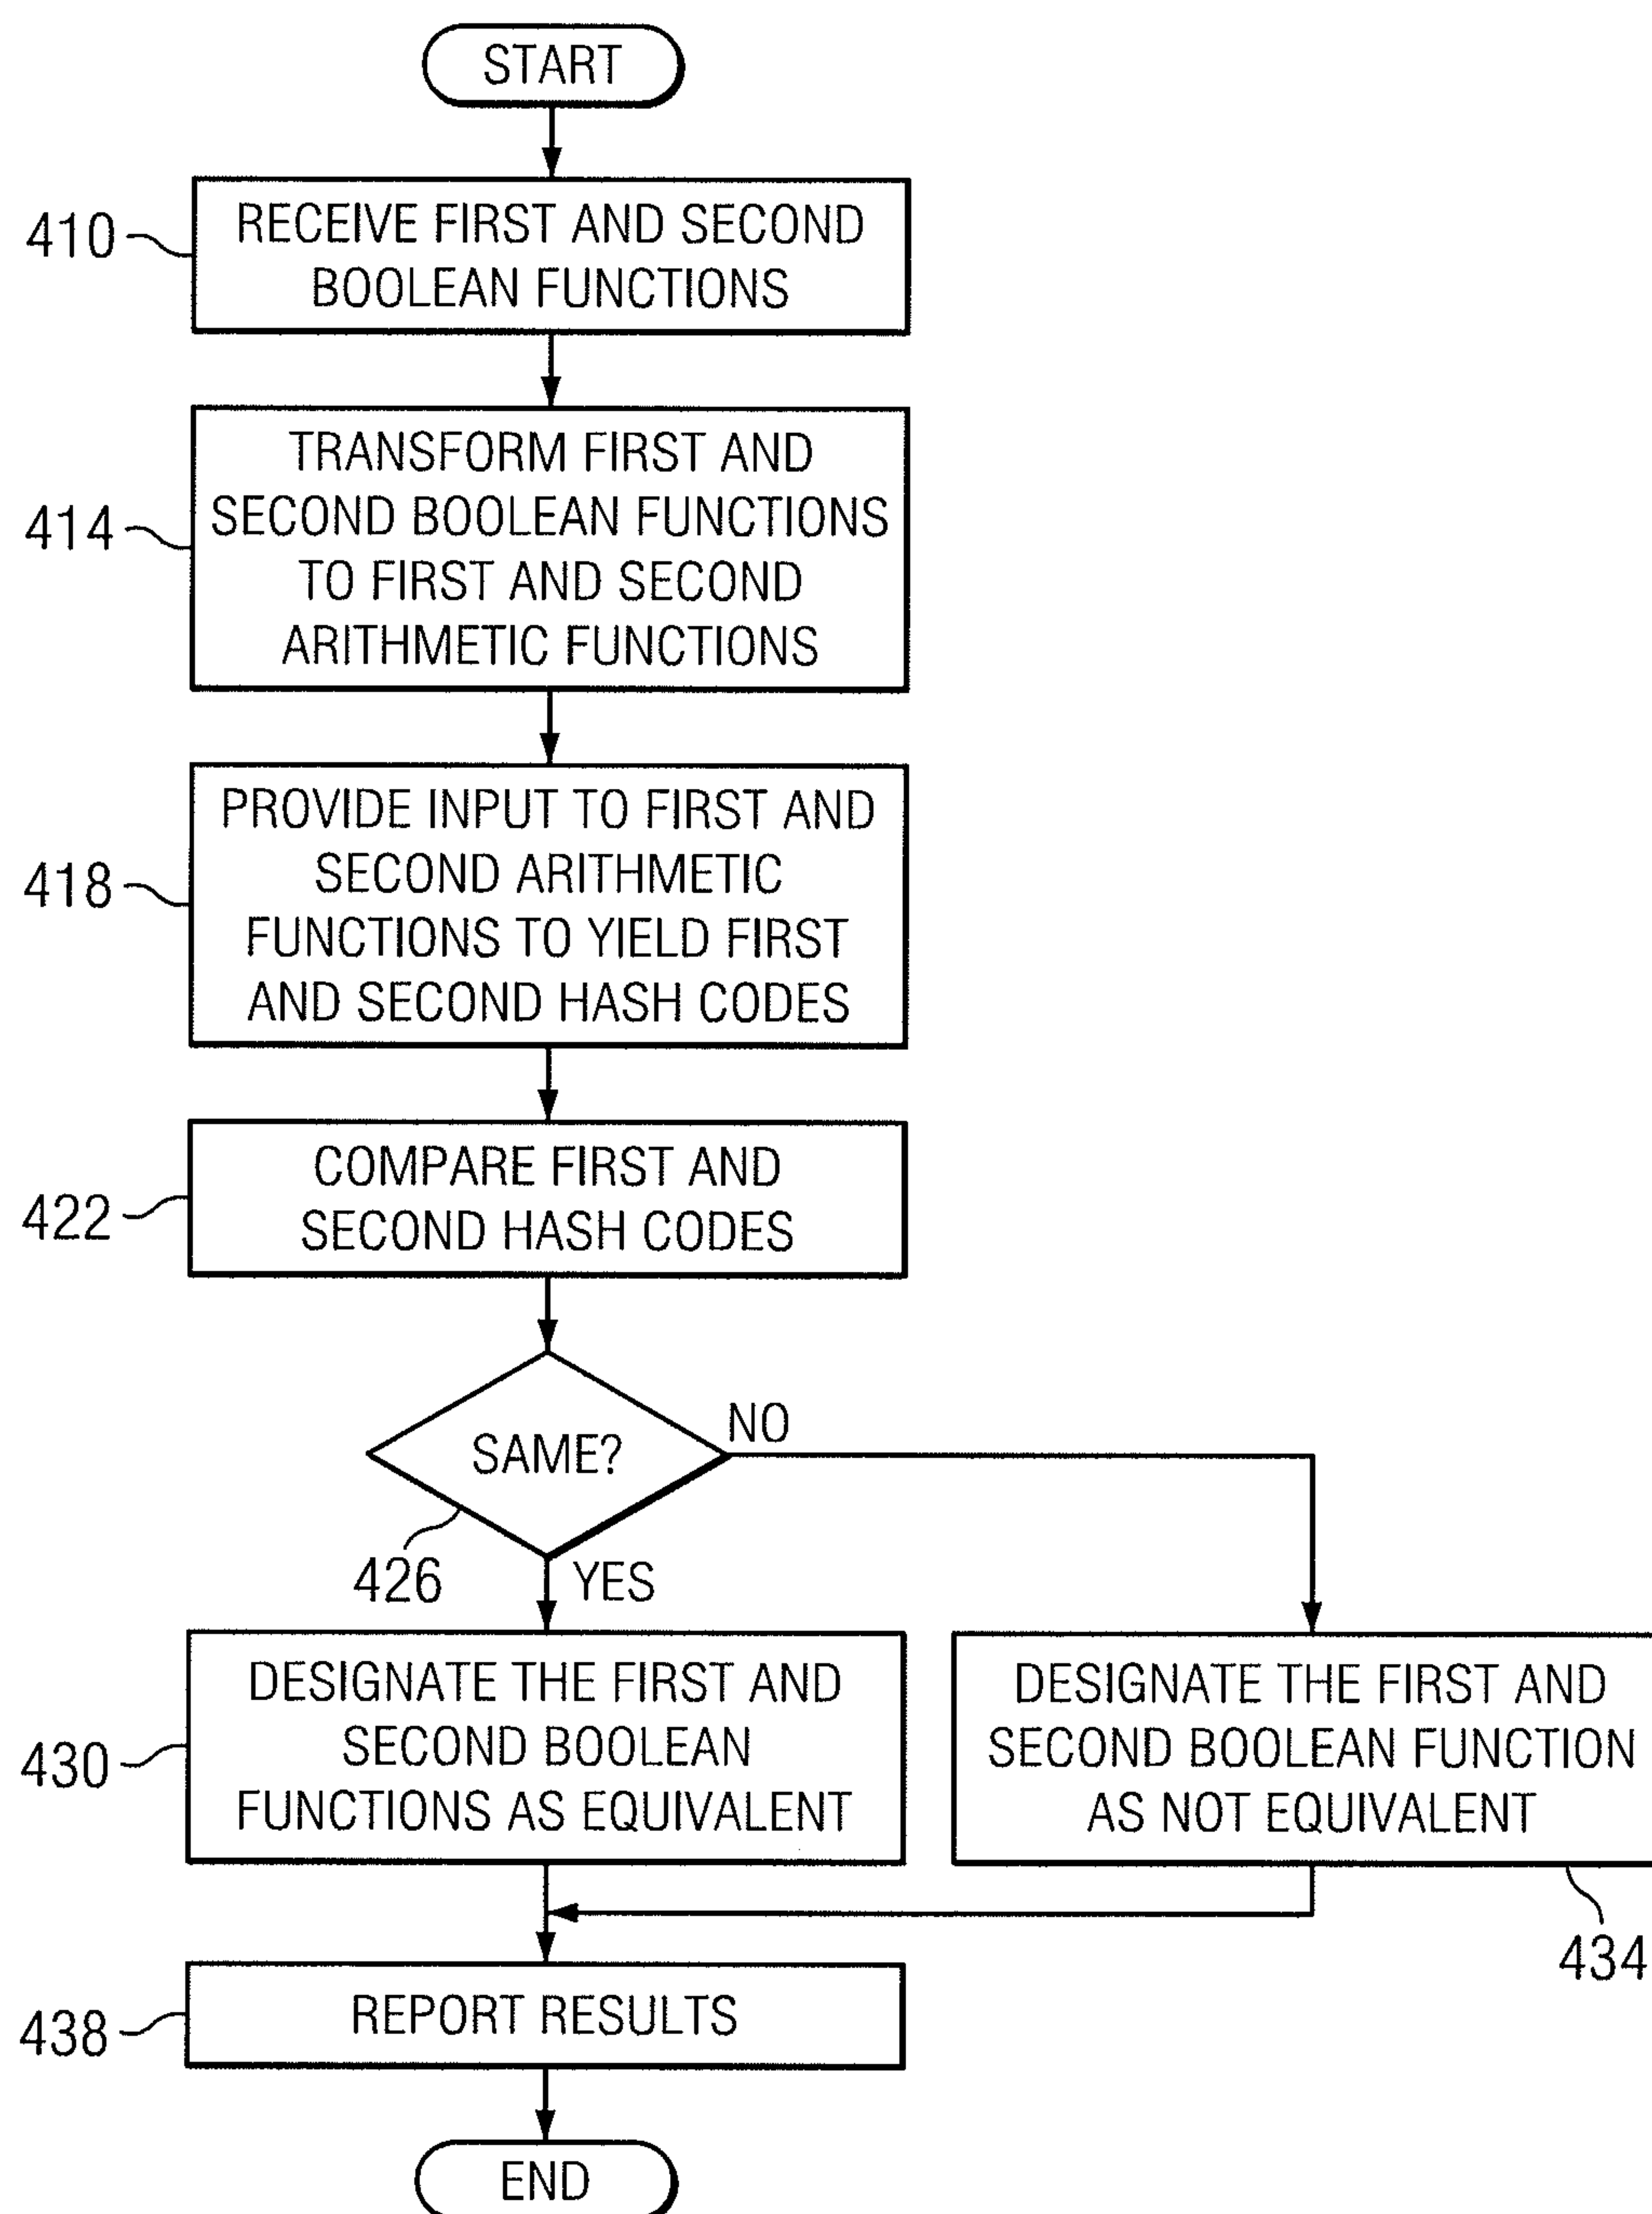 START
410
RECEIVE FIRST AND SECOND
BOOLEAN FUNCTIONS
414
TRANSFORM FIRST AND
SECOND BOOLEAN FUNCTIONS
TO FIRST AND SECOND
ARITHMETIC FUNCTIONS
418
PROVIDE INPUT TO FIRST AND
SECOND ARITHMETIC
FUNCTIONS TO YIELD FIRST
AND SECOND HASH CODES
422
COMPARE FIRST AND
SECOND HASH CODES
SAME?
NO
426
YES
430
DESIGNATE THE FIRST AND
SECOND BOOLEAN
FUNCTIONS AS EQUIVALENT
DESIGNATE THE FIRST AND
SECOND BOOLEAN FUNCTION
AS NOT EQUIVALENT
434
438
REPORT RESULTS
END